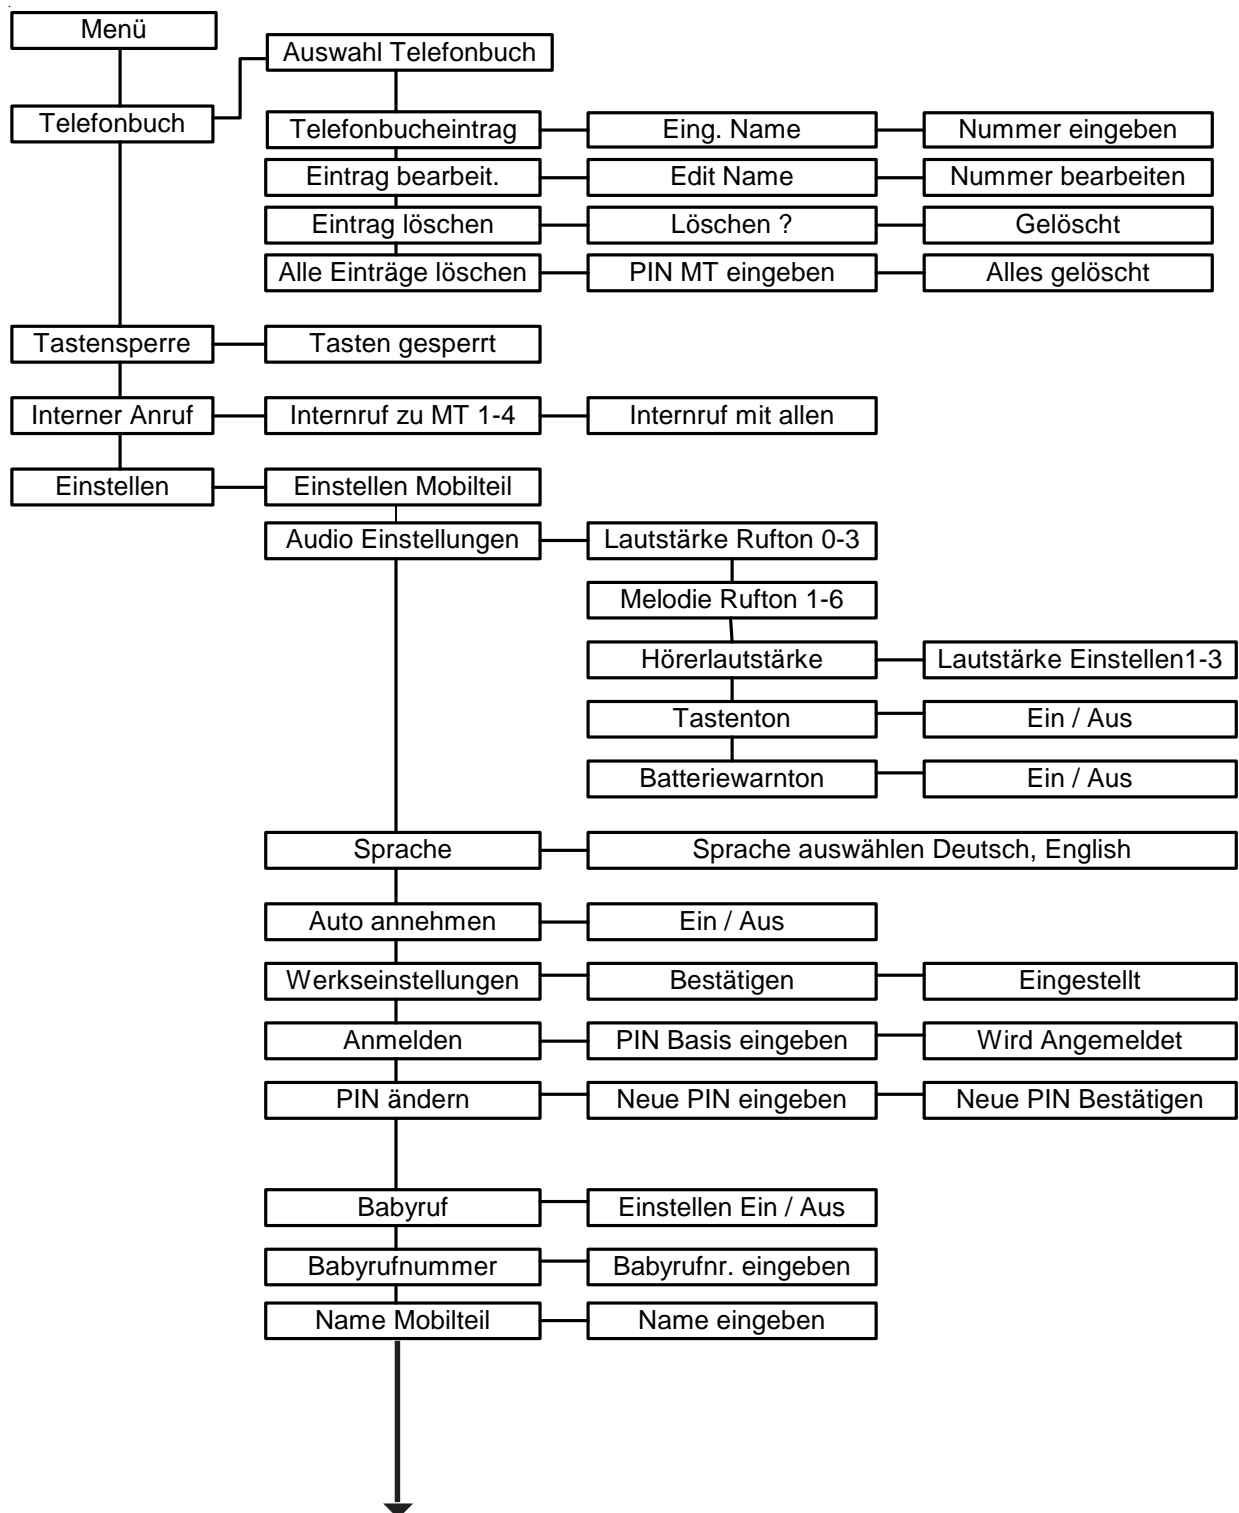 Menü
Auswahl Telefonbuch
Telefonbuch
Telefonbucheintrag
Eing. Name
Nummer eingeben
Eintrag bearbeit.
Edit Name
Nummer bearbeiten
Eintrag löschen
Löschen ?
Gelöscht
Alle Einträge löschen
PIN MT eingeben
Alles gelöscht
Tastensperre
Tasten gesperrt
Interner Anruf
Internruf zu MT 1-4
Internruf mit allen
Einstellen
Einstellen Mobilteil
Audio Einstellungen
Lautstärke Rufton 0-3
Melodie Rufton 1-6
Hörerlautstärke
Lautstärke Einstellen1-3
Tastenton
Ein / Aus
Batteriewarnton
Ein / Aus
Sprache
Sprache auswählen Deutsch, English
Auto annehmen
Ein / Aus
Werkseinstellungen
Bestätigen
Eingestellt
Anmelden
PIN Basis eingeben
Wird Angemeldet
PIN ändern
Neue PIN eingeben
Neue PIN Bestätigen
Babyruf
Einstellen Ein / Aus
Babyrufnummer
Babyrufnr. eingeben
Name Mobilteil
Name eingeben